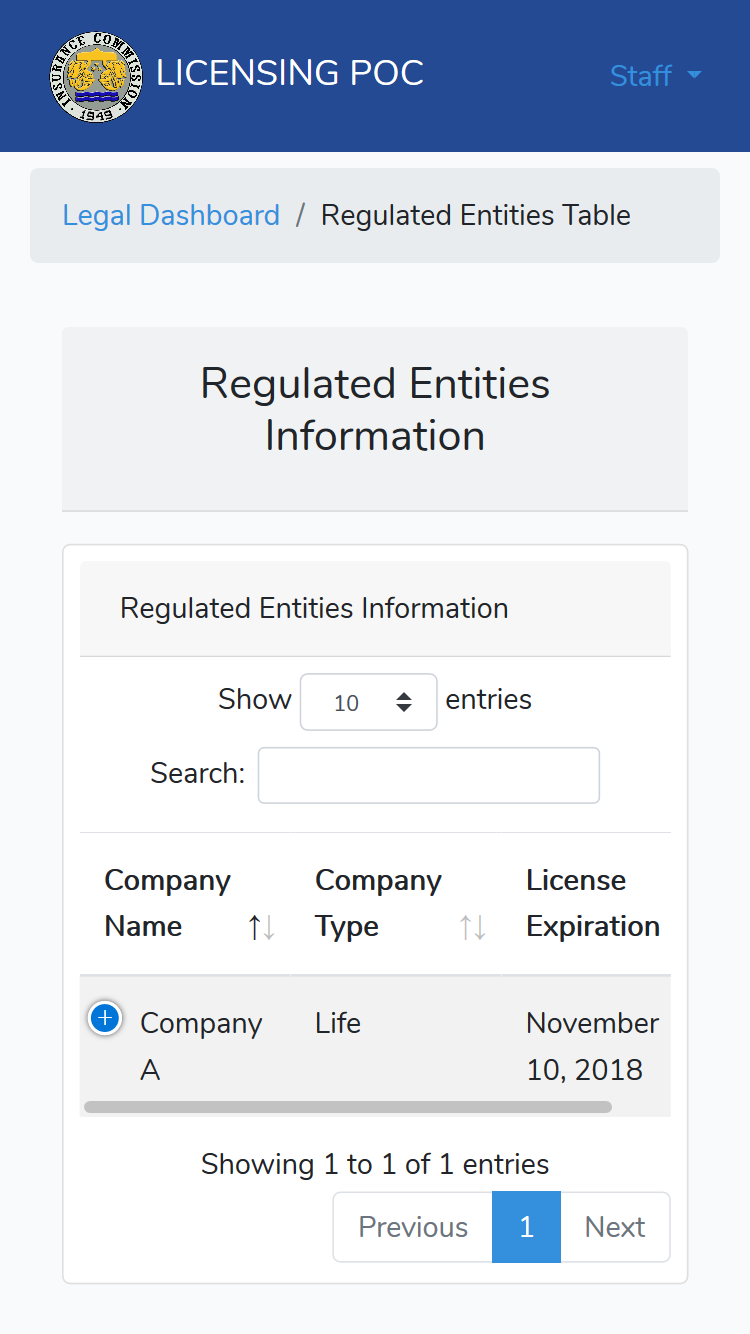 INSURANCE COMMISSION
1949
LICENSING POC
Staff
Legal Dashboard / Regulated Entities Table
Regulated Entities
Information
Regulated Entities Information
Show 10 entries
Search:
Company Name
Company Type
License Expiration
Company A
Life
November 10, 2018
Showing 1 to 1 of 1 entries
Previous 1 Next